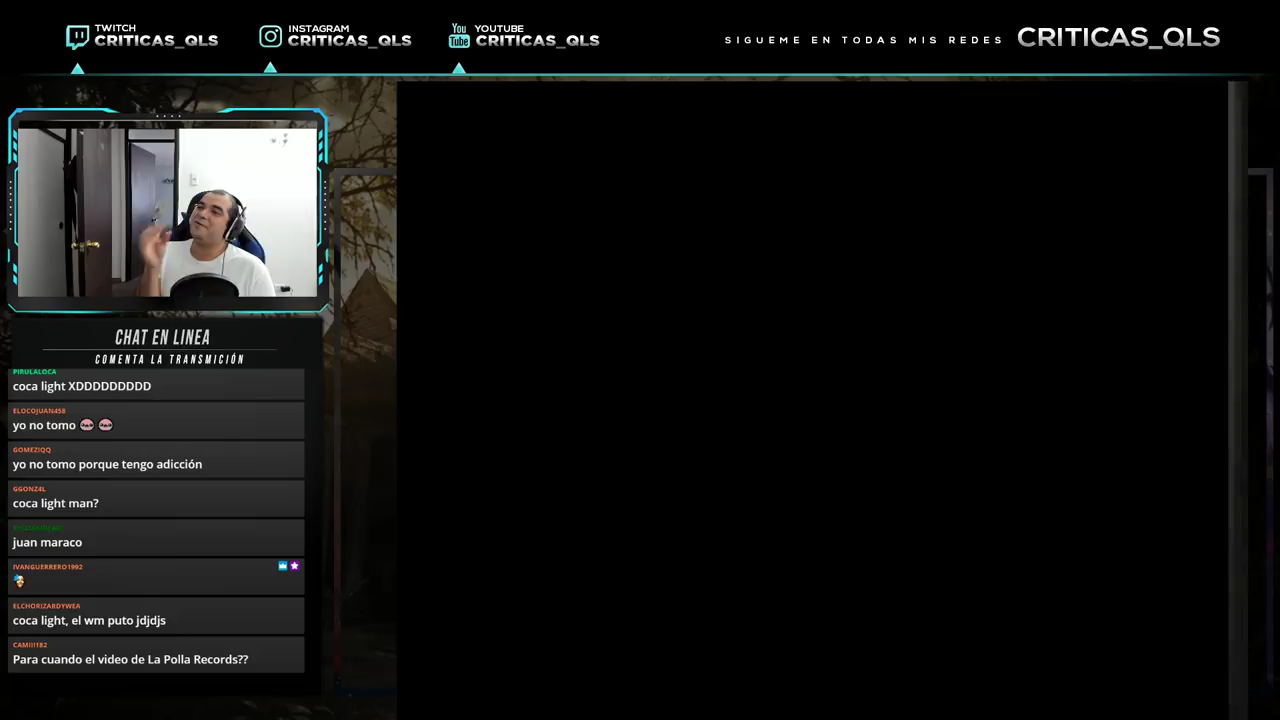 TWITCH
CRITICAS_QLS
INSTAGRAM
CRITICAS_QLS
You
Tube
YOUTUBE
CRITICAS_QLS
SIGUEME EN TODAS MIS REDES
CRITICAS_QLS
CHAT EN LINEA
COMENTA LA TRANSMICIÓN
PIRULALOCA
coca light XDDDDDDDDD
ELOCOJUAN458
yo no tomo
GOMEZIQQ
yo no tomo porque tengo adicción
GGONZ4L
coca light man?
juan maraco
IVANGUERRERO1992
ELCHORIZARDYWEA
coca light, el wm puto jdjdjs
CAMIII182
Para cuando el video de La Polla Records??